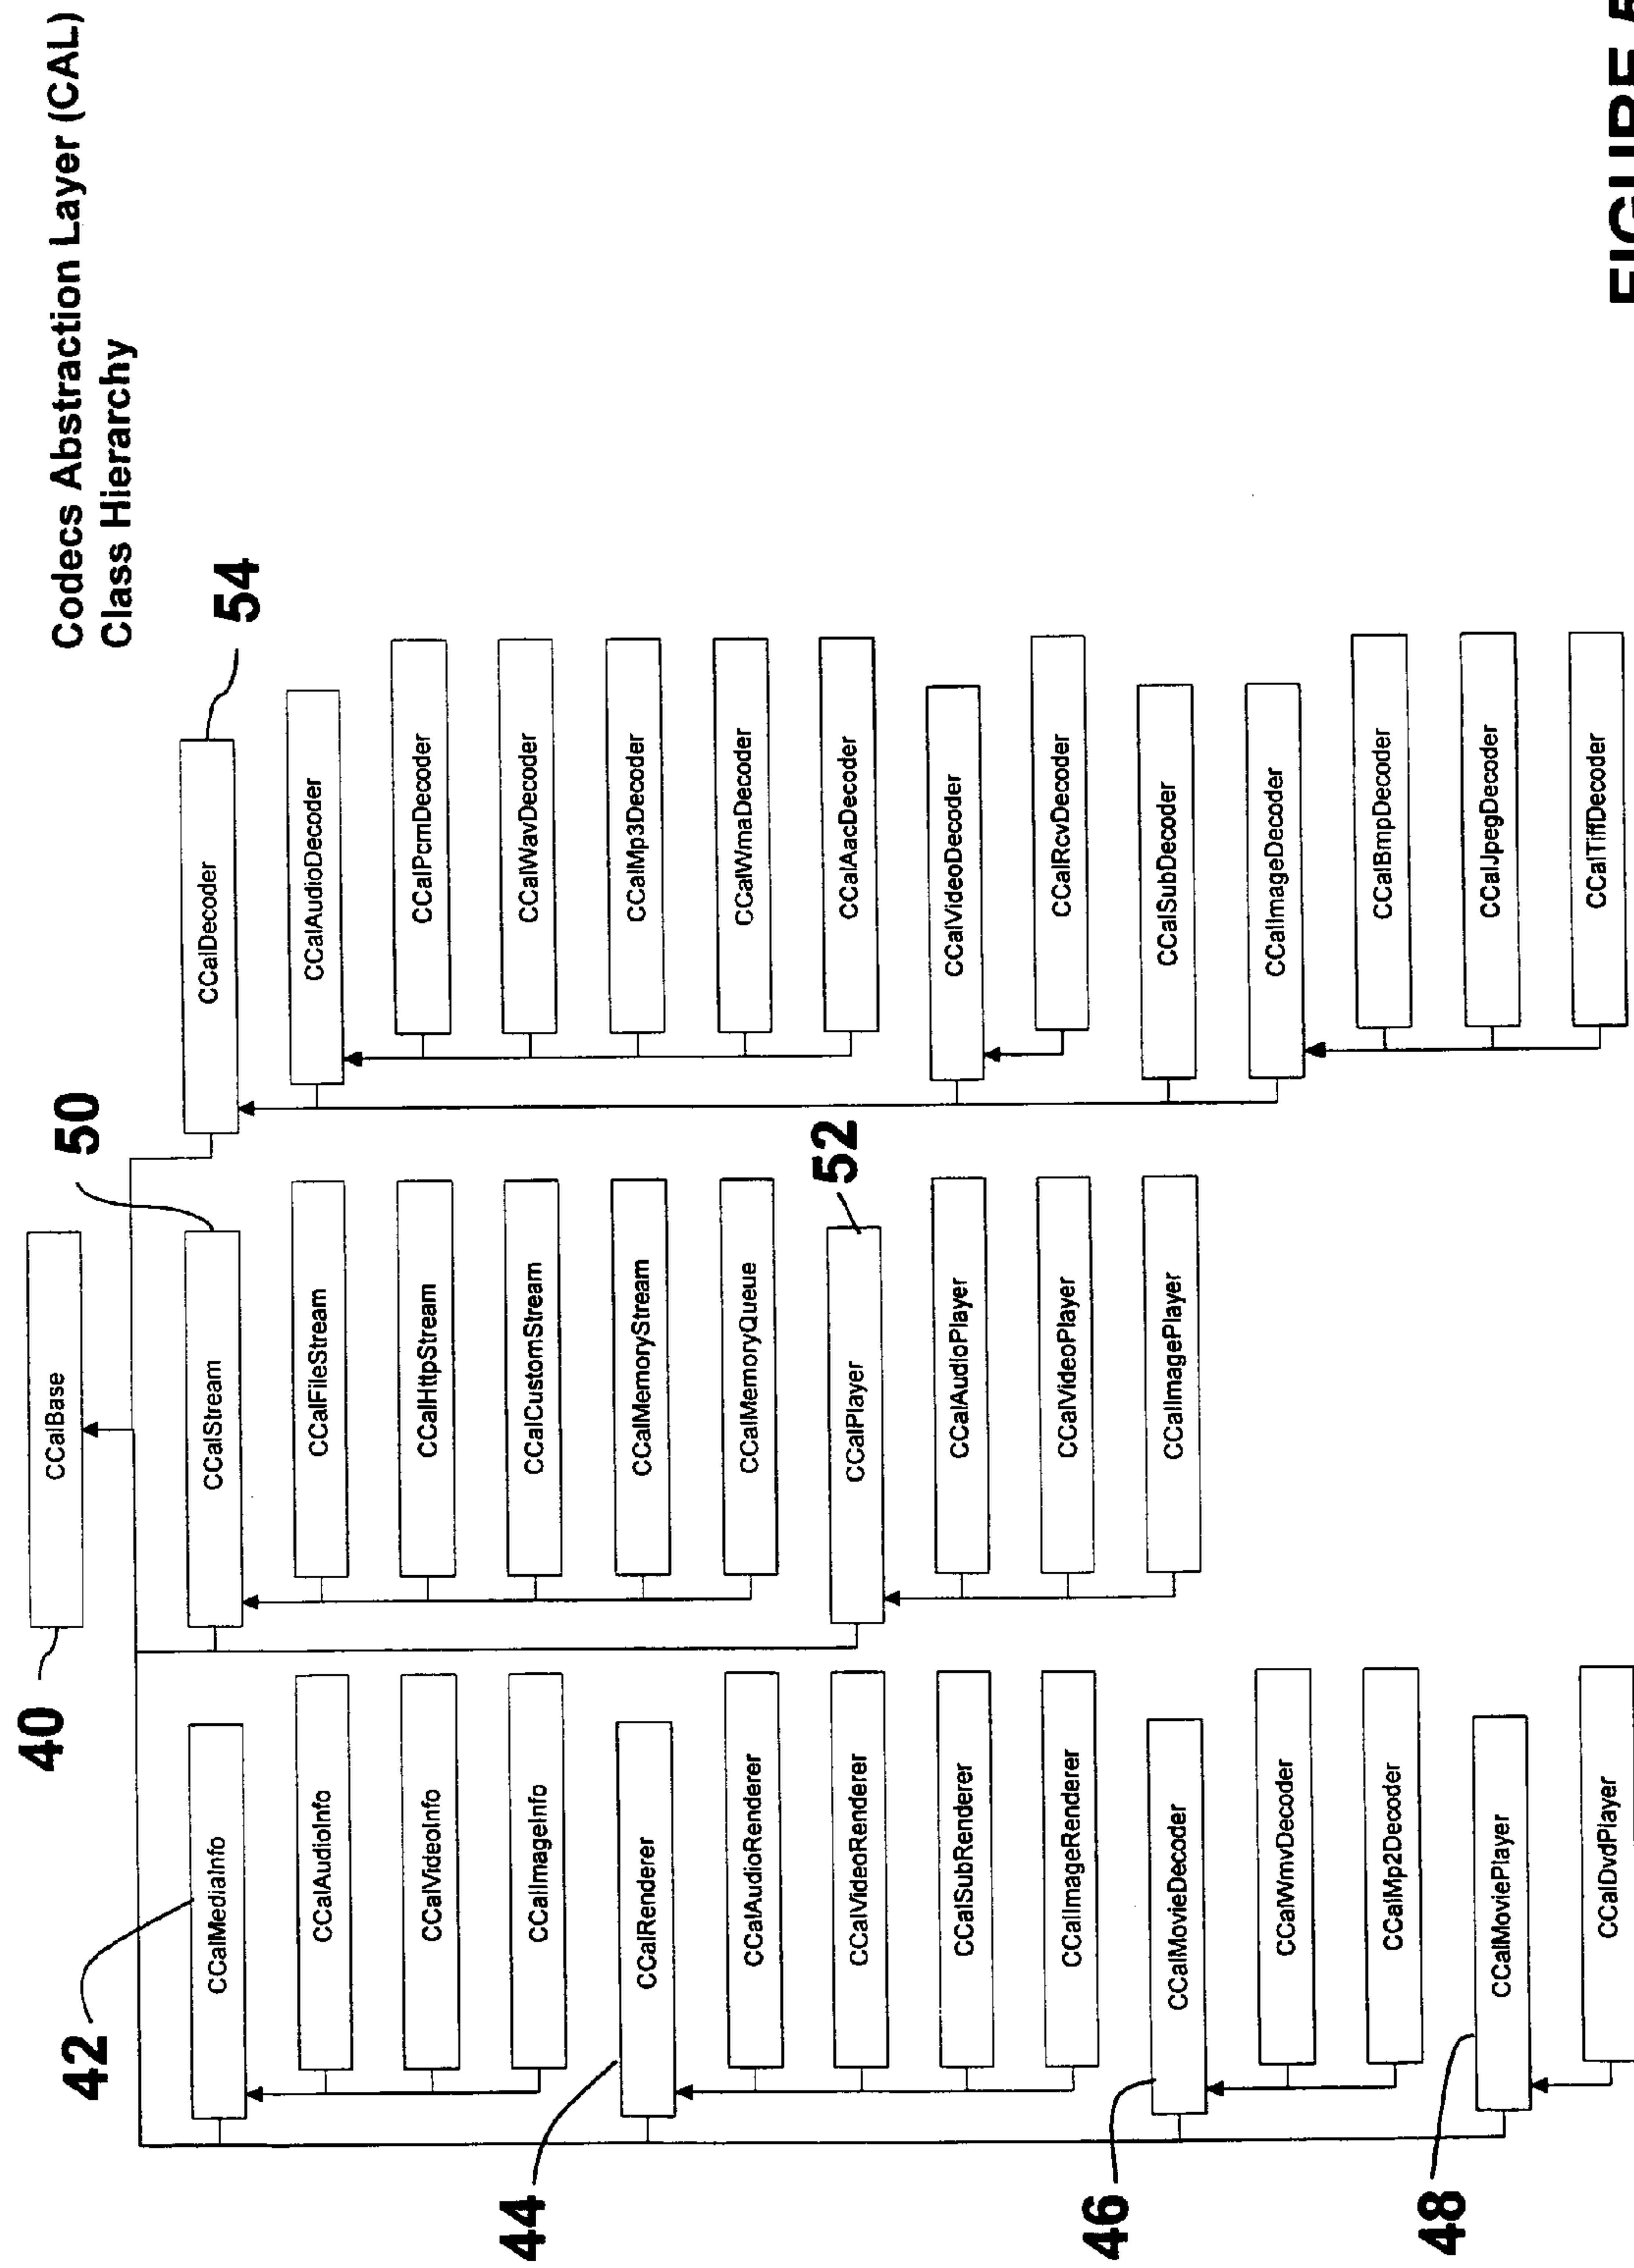 Codecs Abstraction Layer (CAL)
Class Hierarchy
40
CCalBase
42
CCalMediaInfo
CCalAudioInfo
CCalVideoInfo
CCalImageInfo
44
CCalRenderer
CCalAudioRenderer
CCalVideoRenderer
CCalSubRenderer
CCalImageRenderer
46
CCalMovieDecoder
CCalWmvDecoder
CCalMp2Decoder
48
CCalMoviePlayer
CCalDvdPlayer
50
CCalStream
CCalFileStream
CCalHttpStream
CCalCustomStream
CCalMemoryStream
CCalMemoryQueue
52
CCalPlayer
CCalAudioPlayer
CCalVideoPlayer
CCalImagePlayer
54
CCalDecoder
CCalAudioDecoder
CCalPcmDecoder
CCalWavDecoder
CCalMp3Decoder
CCalWmaDecoder
CCalAacDecoder
CCalVideoDecoder
CCalRcvDecoder
CCalSubDecoder
CCalImageDecoder
CCalBmpDecoder
CCalJpegDecoder
CCalTiffDecoder
FIGURE 5